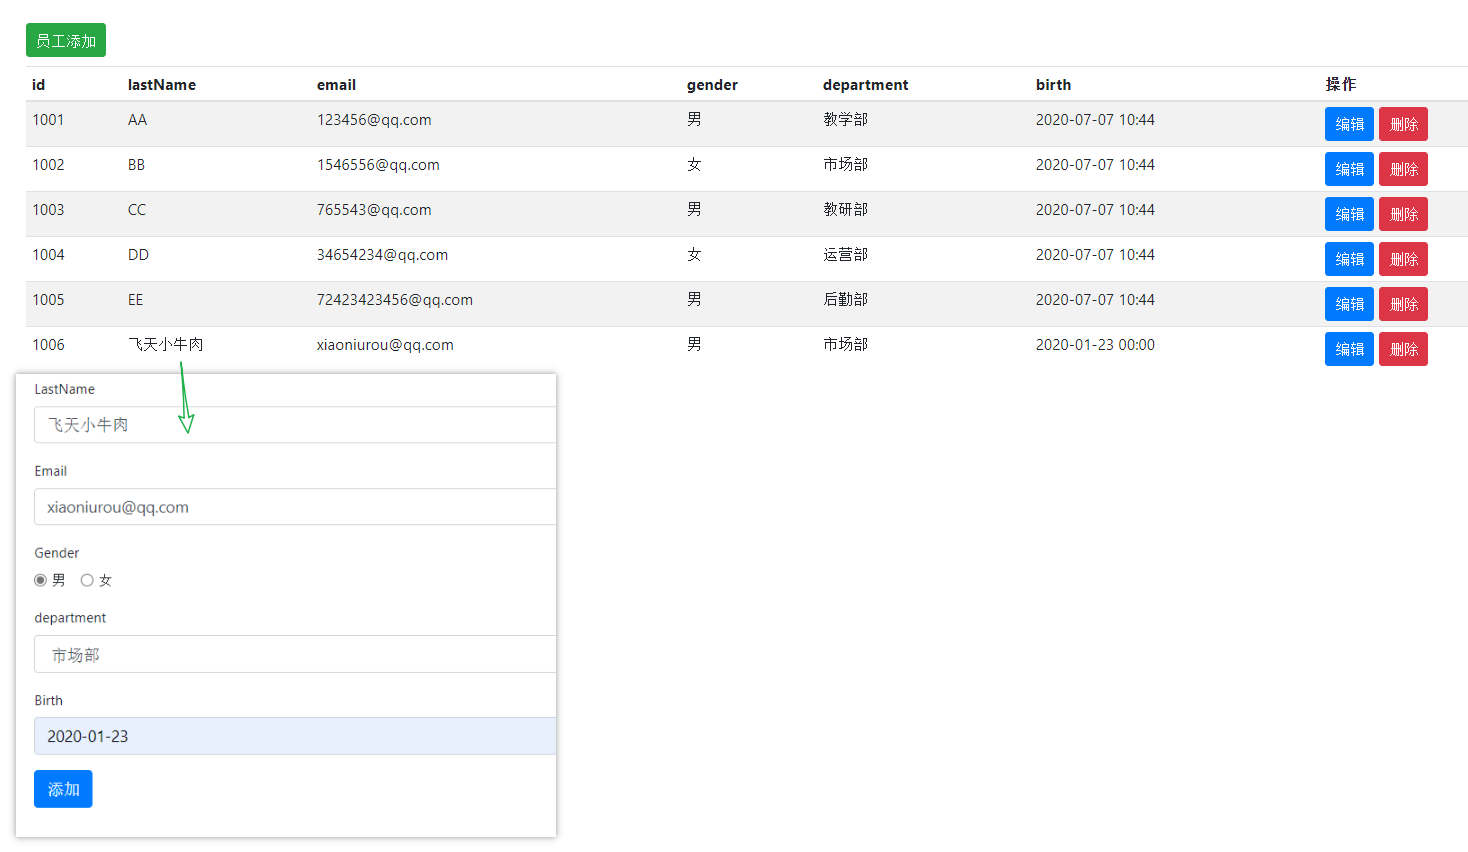 员工添加
id lastName email gender department birth 操作
1001 AA 123456@qq.com 男 教学部 2020-07-07 10:44 编辑 删除
1002 BB 1546556@qq.com 女 市场部 2020-07-07 10:44 编辑 删除
1003 CC 765543@qq.com 男 教研部 2020-07-07 10:44 编辑 删除
1004 DD 34654234@qq.com 女 运营部 2020-07-07 10:44 编辑 删除
1005 EE 72423423456@qq.com 男 后勤部 2020-07-07 10:44 编辑 删除
1006 飞天小牛肉 xiaoniurou@qq.com 男 市场部 2020-01-23 00:00 编辑 删除
LastName
飞天小牛肉
Email
xiaoniurou@qq.com
Gender
男 女
department
市场部
Birth
2020-01-23
添加